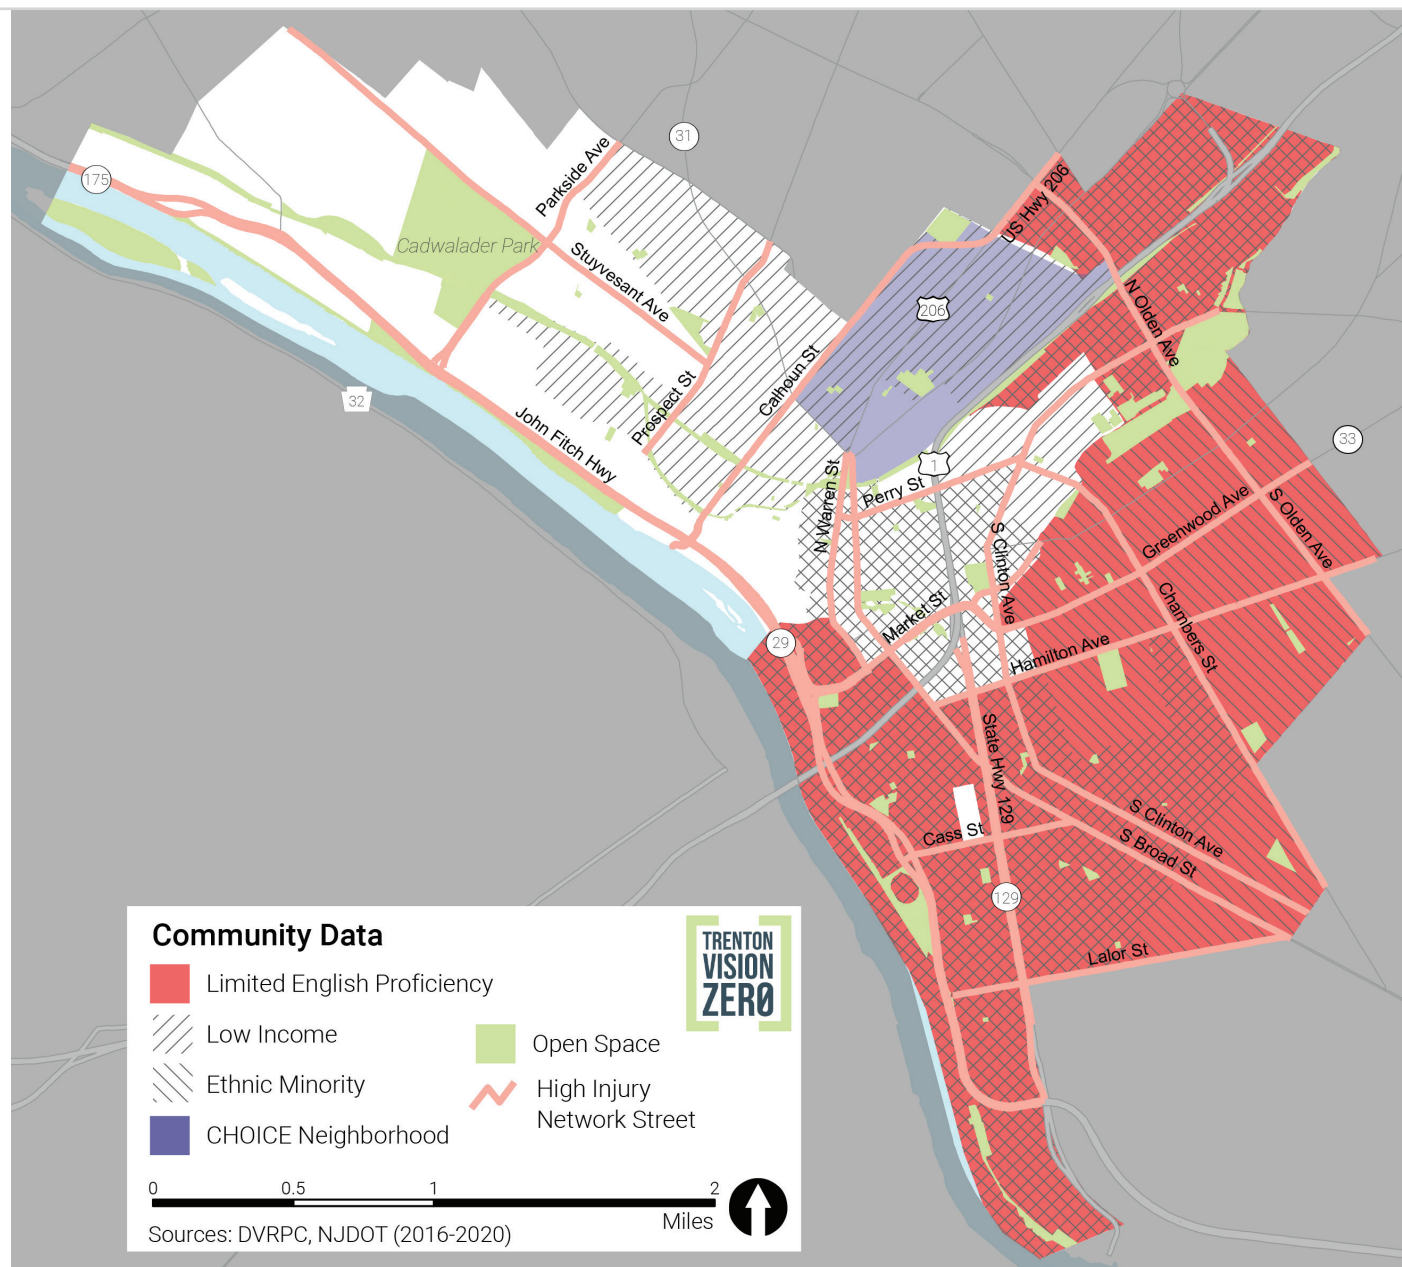 31
Parkside Ave
175
US Hwy 206
Cadwalader Park
Stuyvesant Ave
206
N Olden Ave
Calhoun St
32
Prospect St
John Fitch Hwy
33
1
N Warren St
Perry St
Greenwood Ave
S Olden Ave
S Clinton Ave
Market St
Chambers St
29
Hamilton Ave
State Hwy 129
Cass St
S Clinton Ave
S Broad St
129
Lalor St
Community Data
Limited English Proficiency
Low Income
Ethnic Minority
CHOICE Neighborhood
Open Space
High Injury
Network Street
TRENTON
VISION
ZERØ
0 0.5 1 2
Miles
Sources: DVRPC, NJDOT (2016-2020)